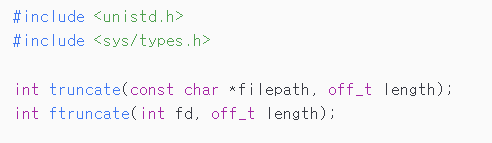 #include <unistd.h>
#include <sys/types.h>
int truncate(const char *filepath, off_t length);
int ftruncate(int fd, off_t length);